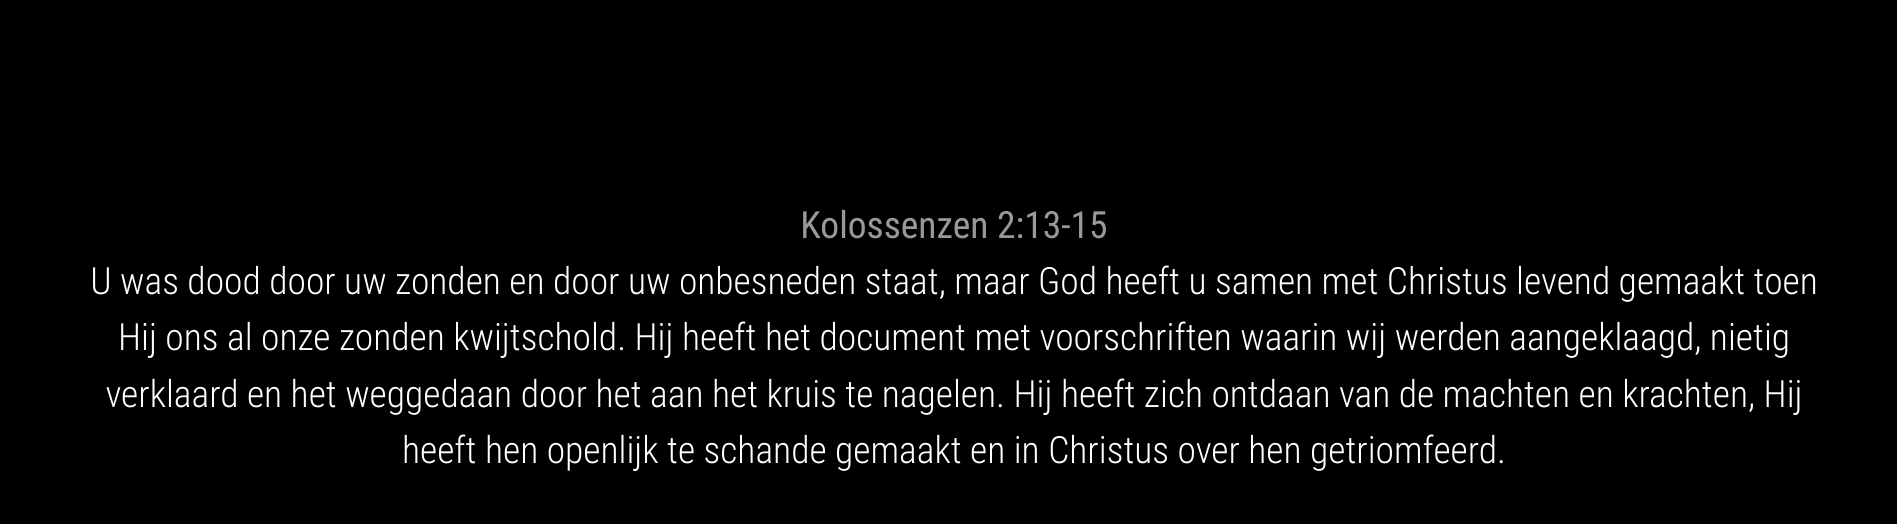 Kolossenzen 2:13-15
U was dood door uw zonden en door uw onbesneden staat, maar God heeft u samen met Christus levend gemaakt toen
Hij ons al onze zonden kwijtschold. Hij heeft het document met voorschriften waarin wij werden aangeklaagd, nietig
verklaard en het weggedaan door het aan het kruis te nagelen. Hij heeft zich ontdaan van de machten en krachten, Hij
heeft hen openlijk te schande gemaakt en in Christus over hen getriomfeerd.